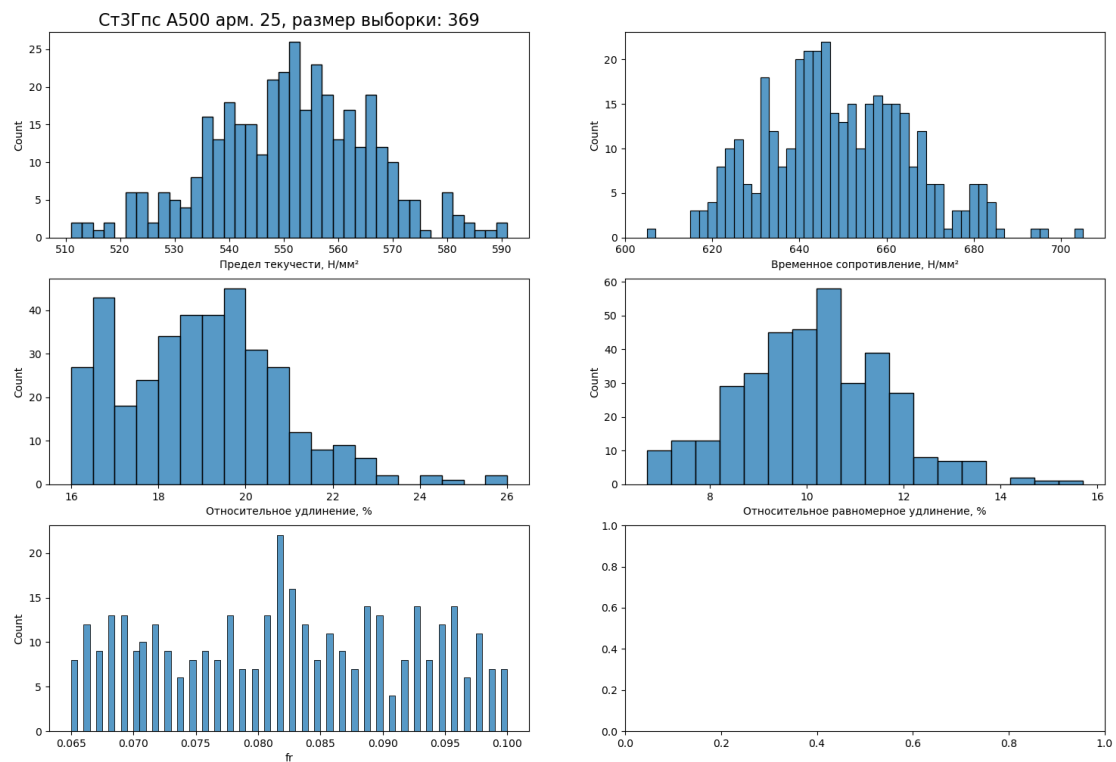 Ст3Гпс А500 арм. 25, размер выборки: 369
25
20
15
10
5
0
Count
510 520 530 540 550 560 570 580 590
Предел текучести, Н/мм²
20
15
10
5
0
Count
600 620 640 660 680 700
Временное сопротивление, Н/мм²
40
30
20
10
0
Count
16 18 20 22 24 26
Относительное удлинение, %
60
50
40
30
20
10
0
Count
8 10 12 14 16
Относительное равномерное удлинение, %
20
15
10
5
0
Count
0.065 0.070 0.075 0.080 0.085 0.090 0.095 0.100
fr
1.0
0.8
0.6
0.4
0.2
0.0
0.0 0.2 0.4 0.6 0.8 1.0